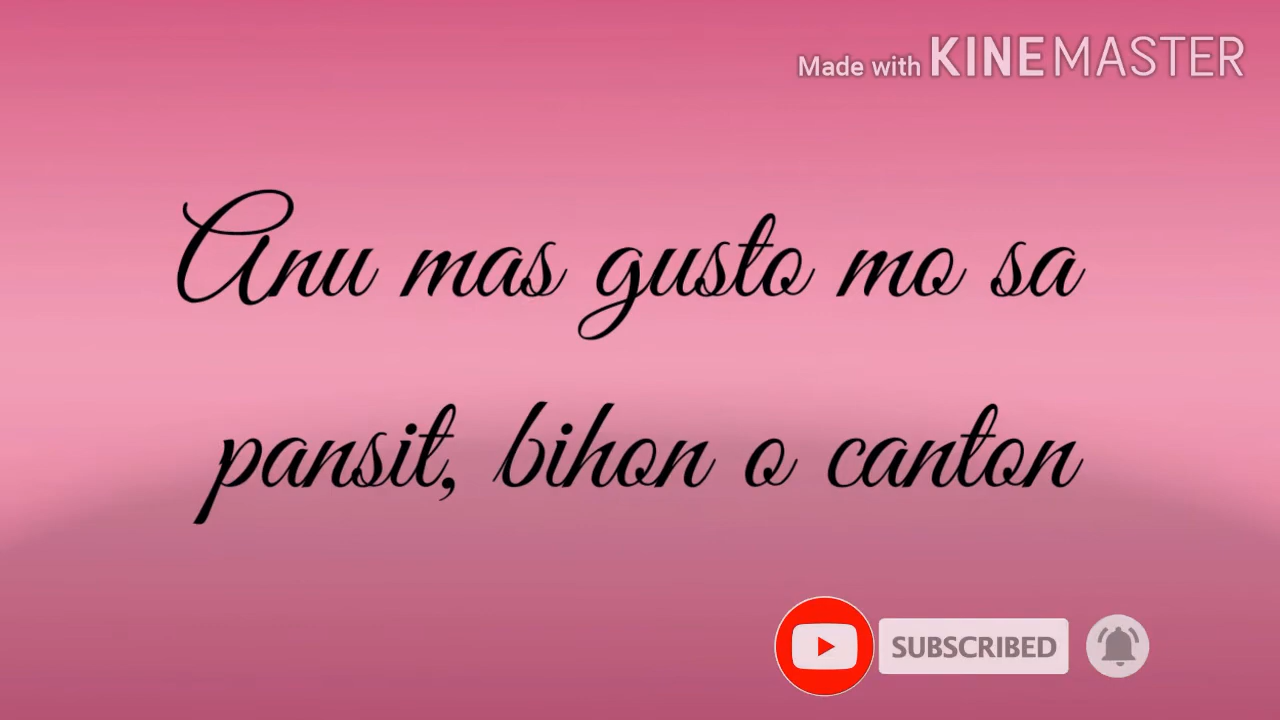 Made with KINEMASTER
Anu mas gusto mo sa
pansit, bihon o canton
SUBSCRIBED